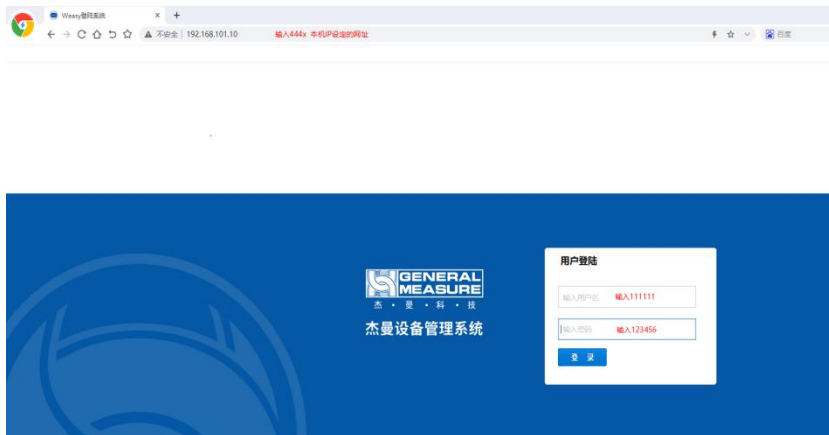 Weasy登陆系统
不安全 192.168.101.10 输入444x 本机IP设定的网址 百度
GENERAL
MEASURE
杰·曼·科·技
杰曼设备管理系统
用户登陆
输入用户名 输入111111
输入密码 输入123456
登 录